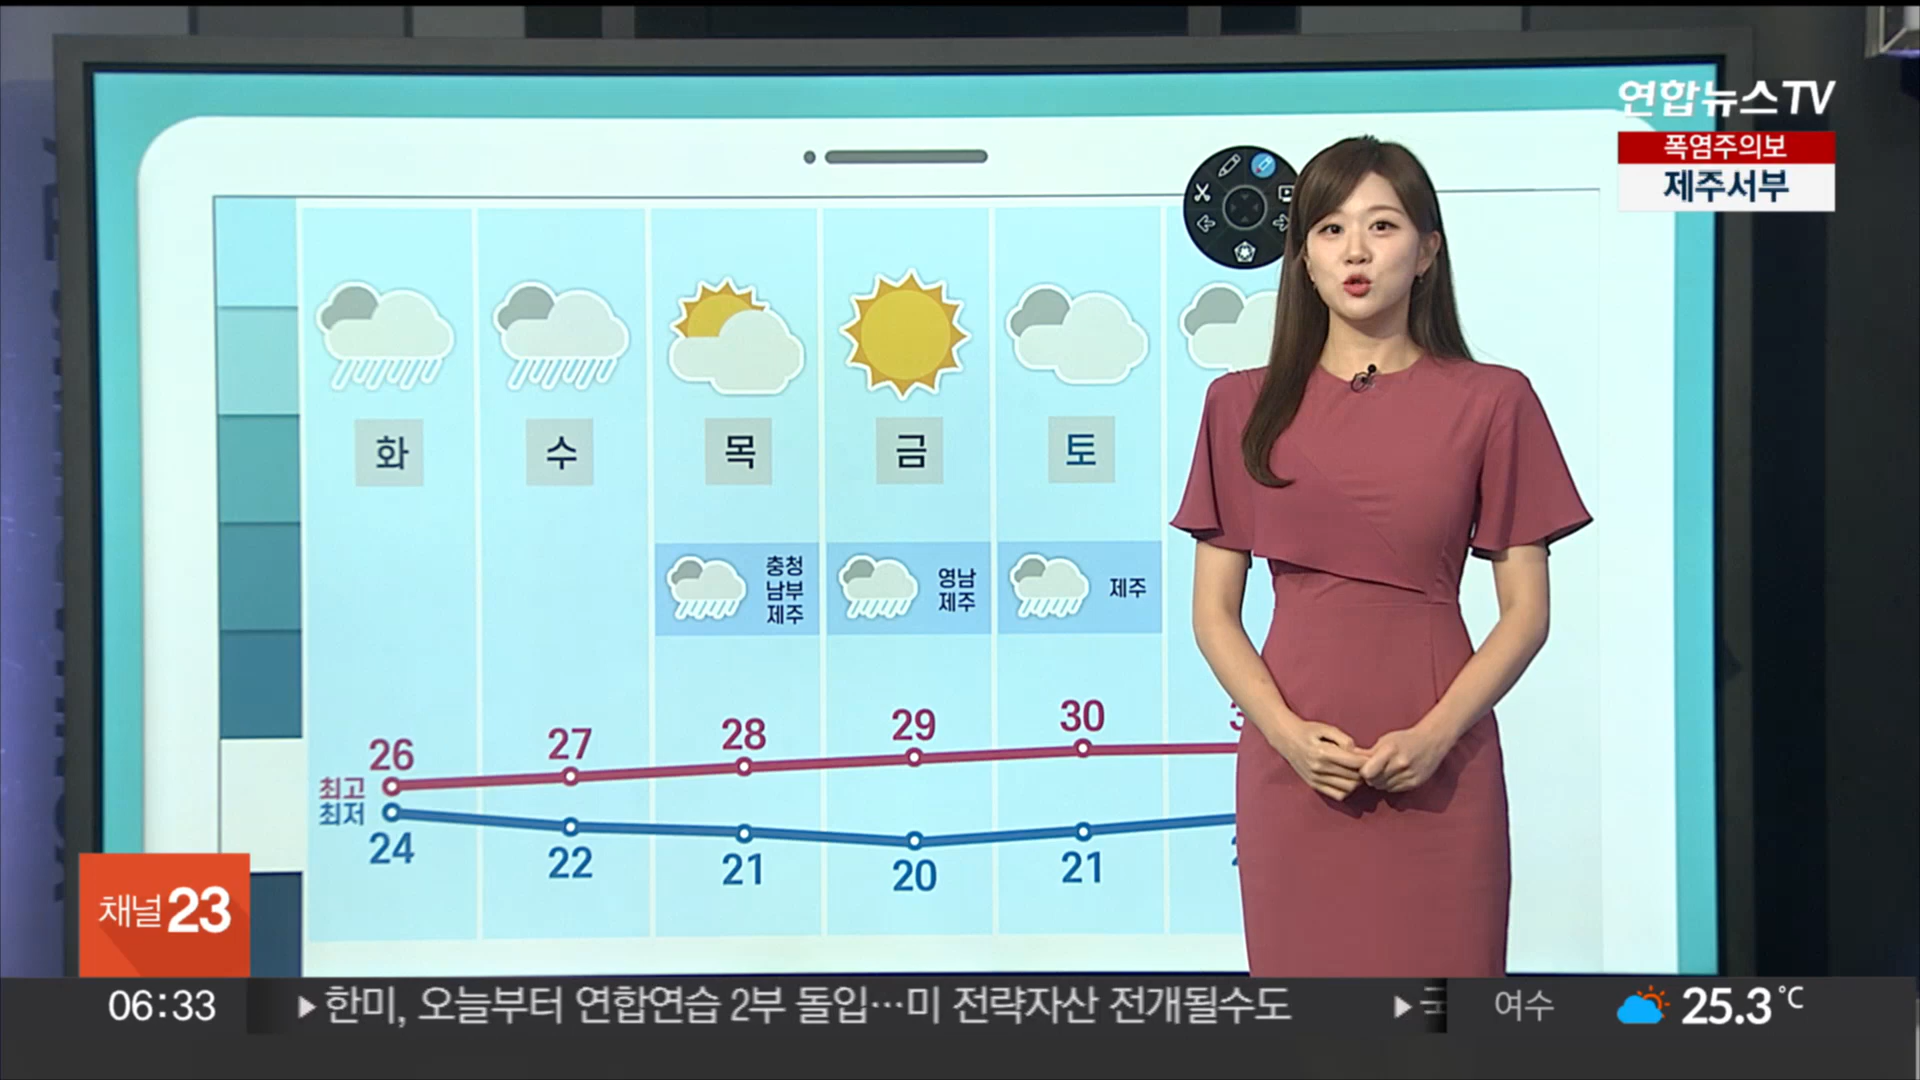 연합뉴스TV
폭염주의보
제주서부
화 수 목 금 토
충청
남부
제주
영남
제주
제주
26 27 28 29 30
최고
최저
24 22 21 20 21
채널 23
06:33 ▶한미, 오늘부터 연합연습 2부 돌입…미 전략자산 전개될수도 ▶ 여수 25.3℃